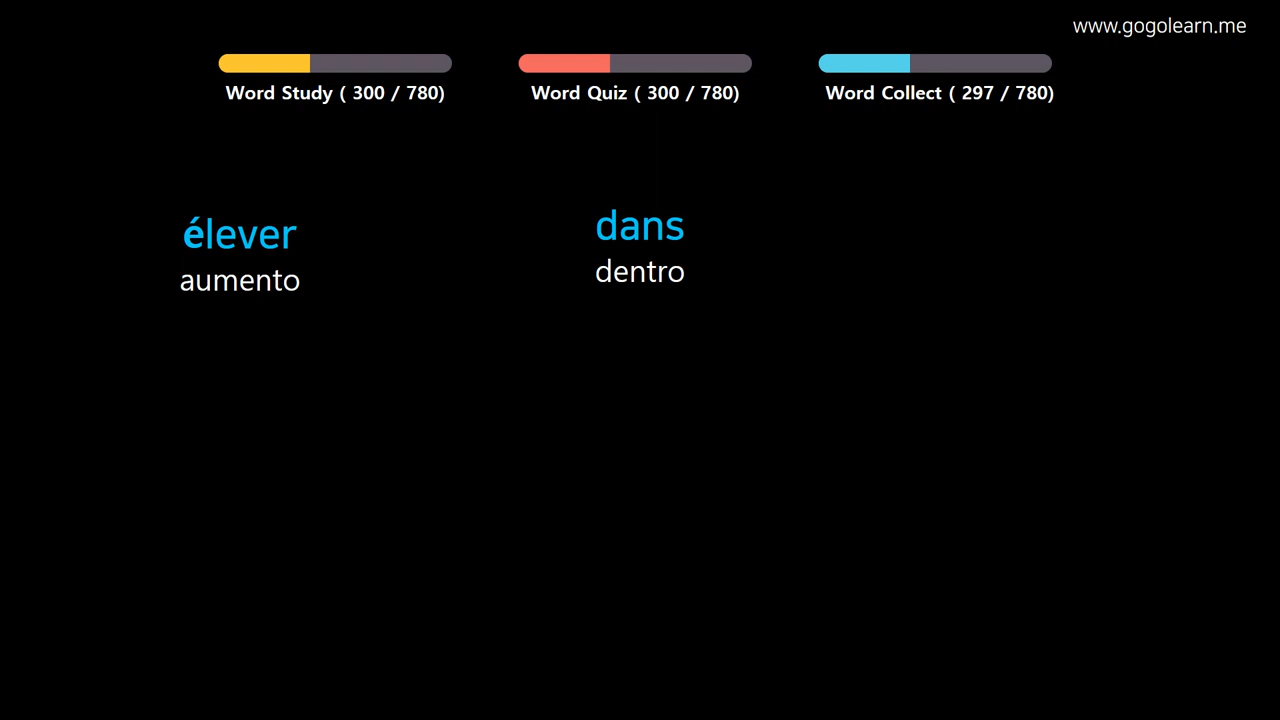 www.gogolearn.me
Word Study ( 300 / 780)
Word Quiz ( 300 / 780)
Word Collect ( 297 / 780)
élever
aumento
dans
dentro